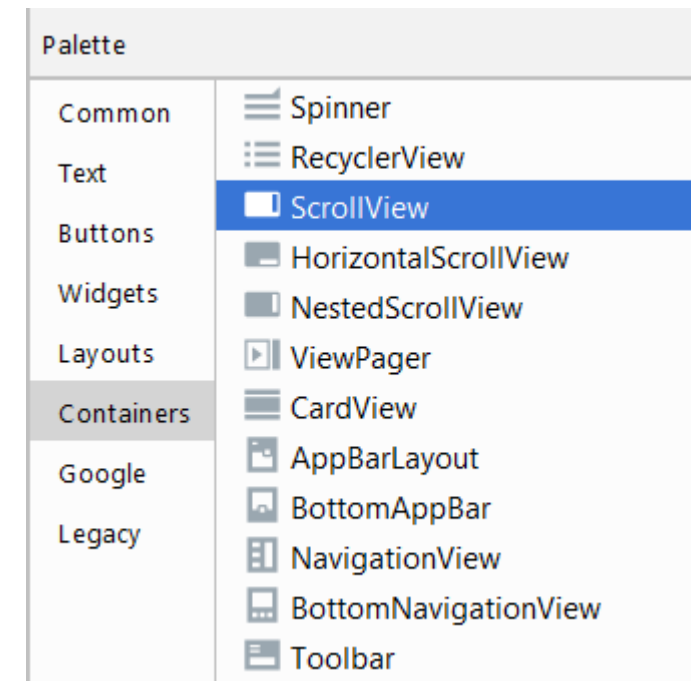 Palette
Common
Text
Buttons
Widgets
Layouts
Containers
Google
Legacy
Spinner
RecyclerView
ScrollView
HorizontalScrollView
NestedScrollView
ViewPager
CardView
AppBarLayout
BottomAppBar
NavigationView
BottomNavigationView
Toolbar